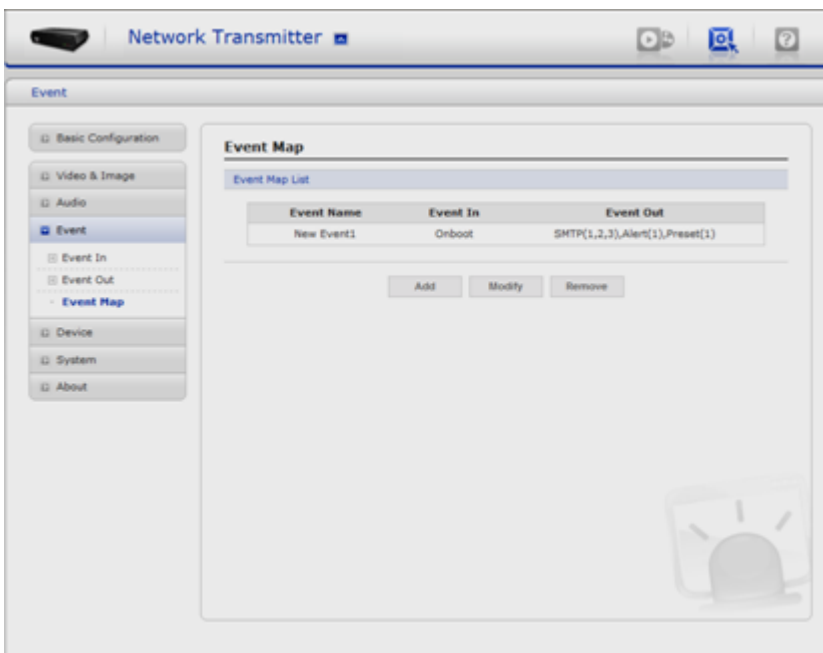 Network Transmitter
Event
Basic Configuration
Video & Image
Audio
Event
Event In
Event Out
Event Map
Device
System
About
Event Map
Event Map List
Event Name Event In Event Out
New Event1 Onboot SMTP(1,2,3),Alert(1),Preset(1)
Add Modify Remove